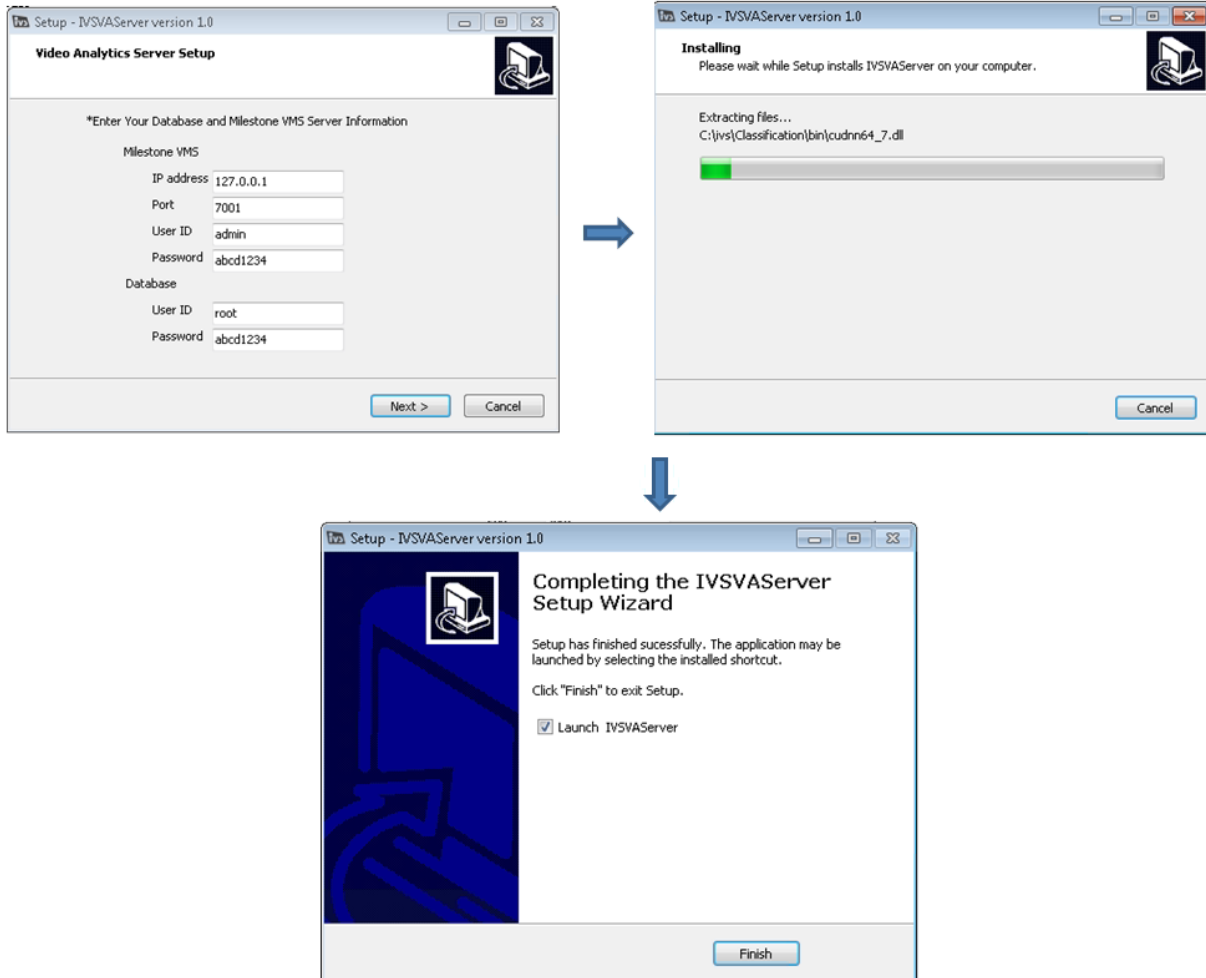 Setup - IVSVAServer version 1.0
Video Analytics Server Setup
*Enter Your Database and Milestone VMS Server Information
Milestone VMS
IP address 127.0.0.1
Port 7001
User ID admin
Password abcd1234
Database
User ID root
Password abcd1234
Next > Cancel
Setup - IVSVAServer version 1.0
Installing
Please wait while Setup installs IVSVAServer on your computer.
Extracting files...
C:\ivs\Classification\bin\cudnn64_7.dll
Cancel
Setup - IVSVAServer version 1.0
Completing the IVSVAServer
Setup Wizard
Setup has finished sucessfully. The application may be
launched by selecting the installed shortcut.
Click "Finish" to exit Setup.
Launch IVSVAServer
Finish